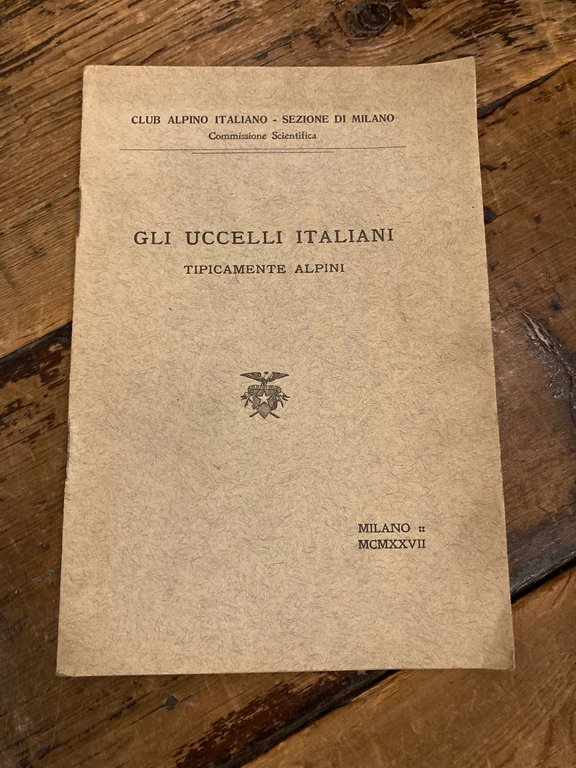 CLUB ALPINO ITALIANO - SEZIONE DI MILANO
Commissione Scientifica
GLI UCCELLI ITALIANI
TIPICAMENTE ALPINI
MILANO ::
MCMXXVII